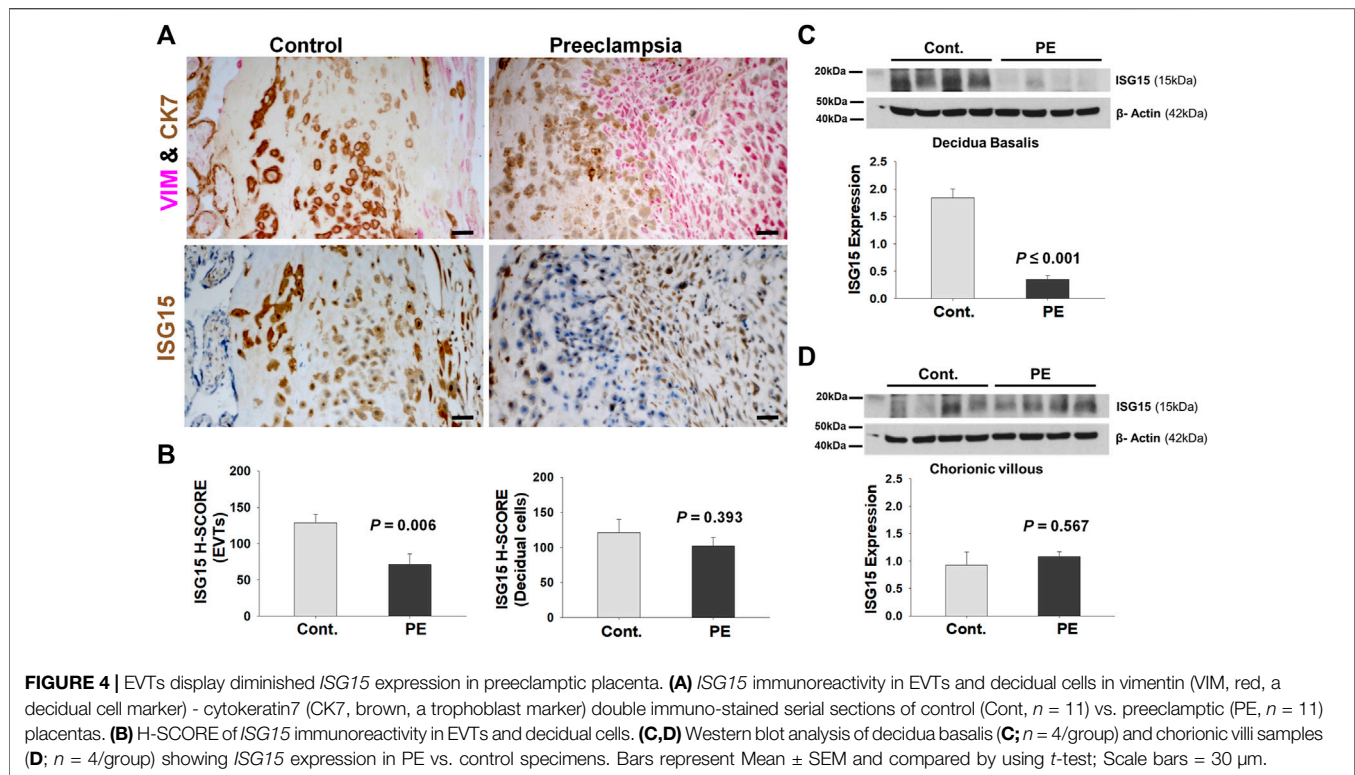 A
Control
Preeclampsia
VIM & CK7
ISG15
B
200
150
100
50
0
ISG15 H-SCORE
(EVTs)
P = 0.006
Cont.
PE
200
150
100
50
0
ISG15 H-SCORE
(Decidual cells)
P = 0.393
Cont.
PE
C
Cont.
PE
20kDa
ISG15 (15kDa)
50kDa
40kDa
β- Actin (42kDa)
Decidua Basalis
2.0
1.5
1.0
0.5
0.0
ISG15 Expression
P ≤ 0.001
Cont.
PE
D
Cont.
PE
20kDa
ISG15 (15kDa)
50kDa
40kDa
β- Actin (42kDa)
Chorionic villous
2.5
2.0
1.5
1.0
0.5
0.0
ISG15 Expression
P = 0.567
Cont.
PE
FIGURE 4 | EVTs display diminished ISG15 expression in preeclamptic placenta. (A) ISG15 immunoreactivity in EVTs and decidual cells in vimentin (VIM, red, a
decidual cell marker) - cytokeratin7 (CK7, brown, a trophoblast marker) double immuno-stained serial sections of control (Cont, n = 11) vs. preeclamptic (PE, n = 11)
placentas. (B) H-SCORE of ISG15 immunoreactivity in EVTs and decidual cells. (C,D) Western blot analysis of decidua basalis (C; n = 4/group) and chorionic villi samples
(D; n = 4/group) showing ISG15 expression in PE vs. control specimens. Bars represent Mean ± SEM and compared by using t-test; Scale bars = 30 μm.